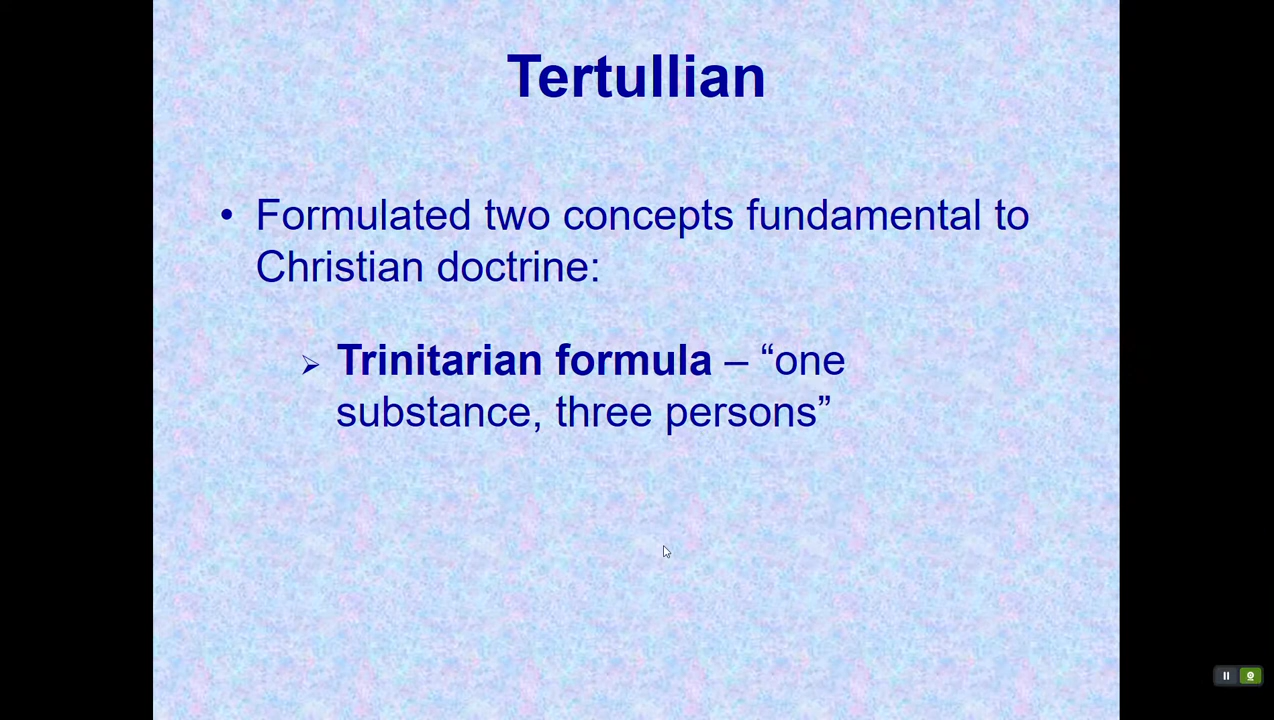 Tertullian
• Formulated two concepts fundamental to
Christian doctrine:
➢ Trinitarian formula – “one
substance, three persons”